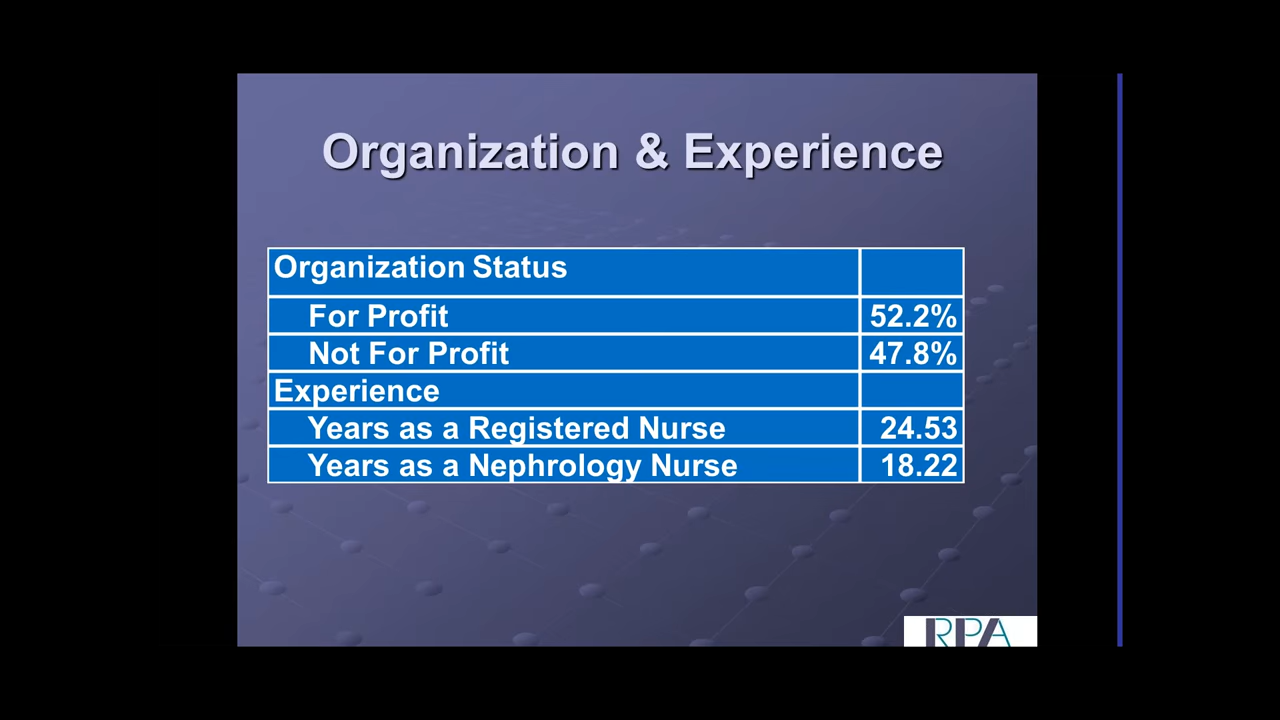 Organization & Experience
Organization Status
For Profit 52.2%
Not For Profit 47.8%
Experience
Years as a Registered Nurse 24.53
Years as a Nephrology Nurse 18.22
RPA